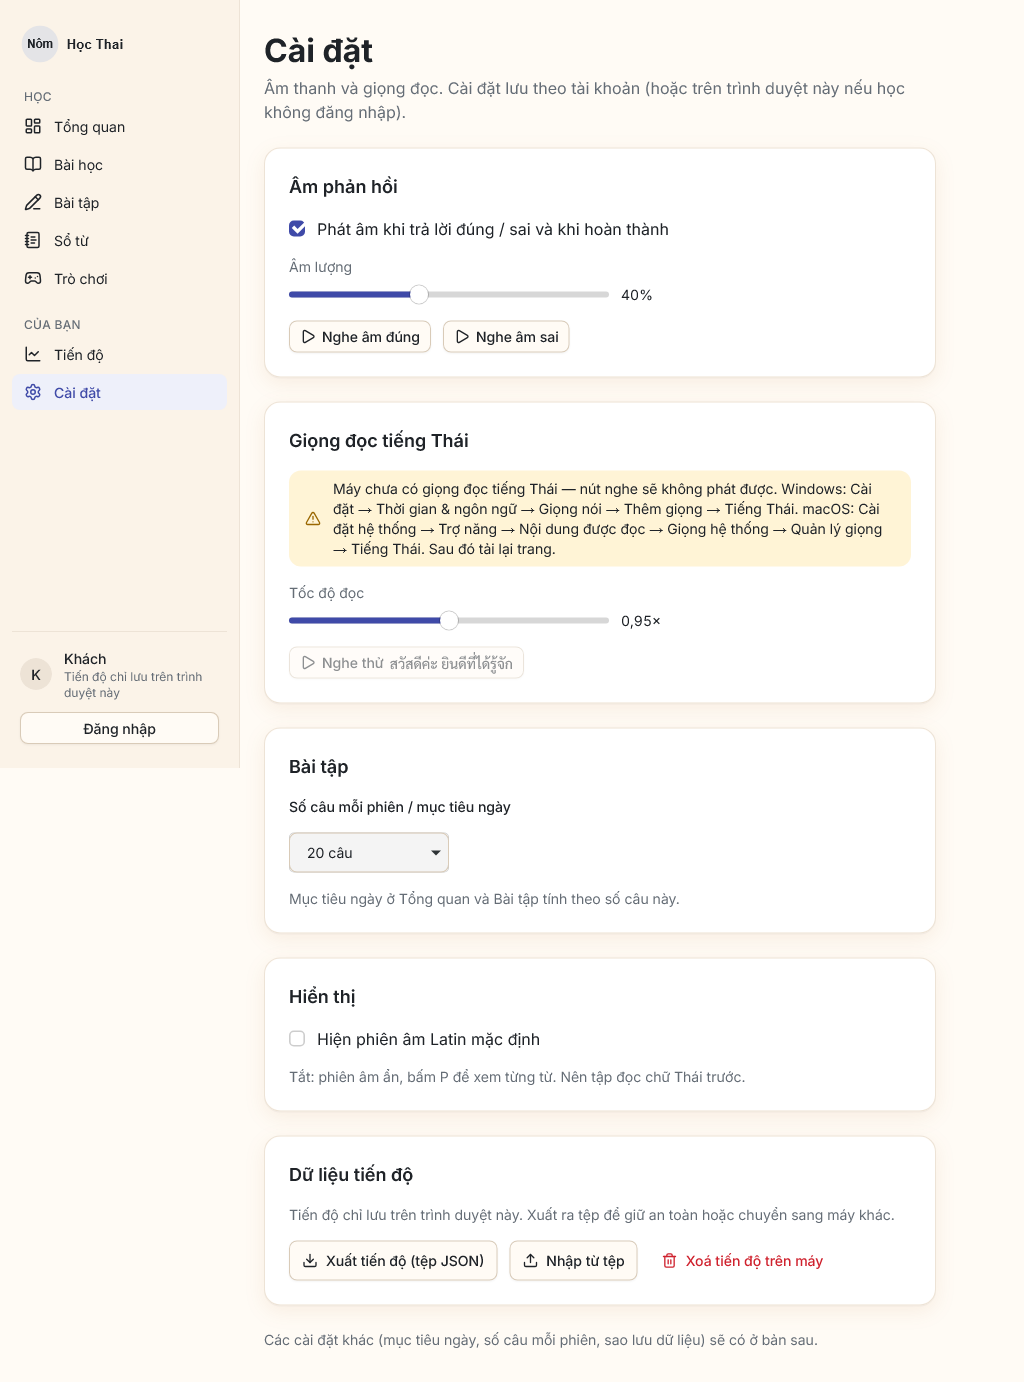 Nôm
Học Thai
HỌC
Tổng quan
Bài học
Bài tập
Sổ từ
Trò chơi
CỦA BẠN
Tiến độ
Cài đặt
K
Khách
Tiến độ chỉ lưu trên trình
duyệt này
Đăng nhập
Cài đặt
Âm thanh và giọng đọc. Cài đặt lưu theo tài khoản (hoặc trên trình duyệt này nếu học
không đăng nhập).
Âm phản hồi
Phát âm khi trả lời đúng / sai và khi hoàn thành
Âm lượng
40%
Nghe âm đúng
Nghe âm sai
Giọng đọc tiếng Thái
Máy chưa có giọng đọc tiếng Thái — nút nghe sẽ không phát được. Windows: Cài
đặt → Thời gian & ngôn ngữ → Giọng nói → Thêm giọng → Tiếng Thái. macOS: Cài
đặt hệ thống → Trợ năng → Nội dung được đọc → Giọng hệ thống → Quản lý giọng
→ Tiếng Thái. Sau đó tải lại trang.
Tốc độ đọc
0,95×
Nghe thử สวัสดีค่ะ ยินดีที่ได้รู้จัก
Bài tập
Số câu mỗi phiên / mục tiêu ngày
20 câu
Mục tiêu ngày ở Tổng quan và Bài tập tính theo số câu này.
Hiển thị
Hiện phiên âm Latin mặc định
Tắt: phiên âm ẩn, bấm P để xem từng từ. Nên tập đọc chữ Thái trước.
Dữ liệu tiến độ
Tiến độ chỉ lưu trên trình duyệt này. Xuất ra tệp để giữ an toàn hoặc chuyển sang máy khác.
Xuất tiến độ (tệp JSON)
Nhập từ tệp
Xoá tiến độ trên máy
Các cài đặt khác (mục tiêu ngày, số câu mỗi phiên, sao lưu dữ liệu) sẽ có ở bản sau.